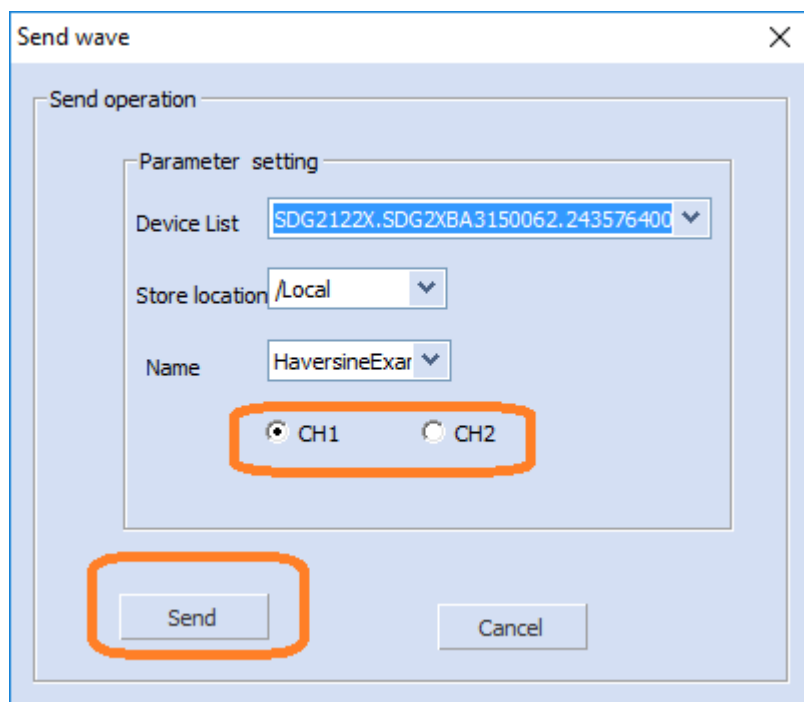 Send wave
Send operation
Parameter setting
Device List SDG2122X.SDG2XBA3150062.243576400
Store location /Local
Name HaversineExar
CH1 CH2
Send Cancel